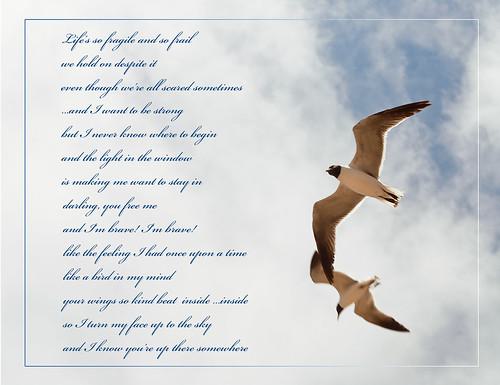 Life's so fragile and so frail
we hold on despite it
even though we're all scared sometimes
...and I want to be strong
but I never know where to begin
and the light in the window
is making me want to stay in
darling, you free me
and I'm brave! I'm brave!
like the feeling I had once upon a time
like a bird in my mind
your wings so kind beat inside ...inside
so I turn my face up to the sky
and I know you're up there somewhere